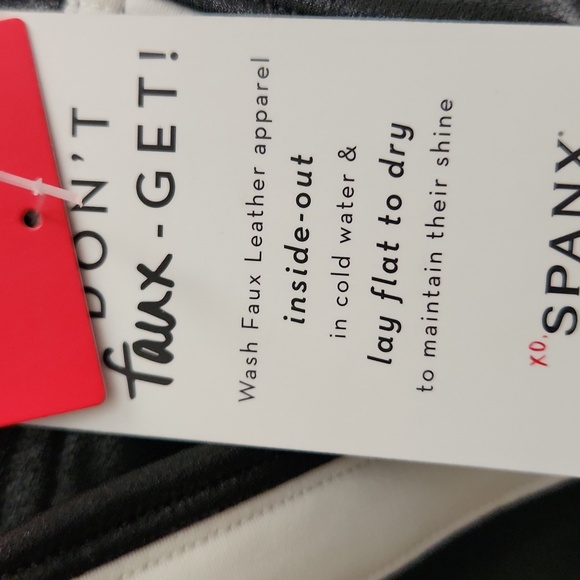 DON'T
faux-GET!
Wash Faux Leather apparel
inside-out
in cold water &
lay flat to dry
to maintain their shine
XO,
SPANX